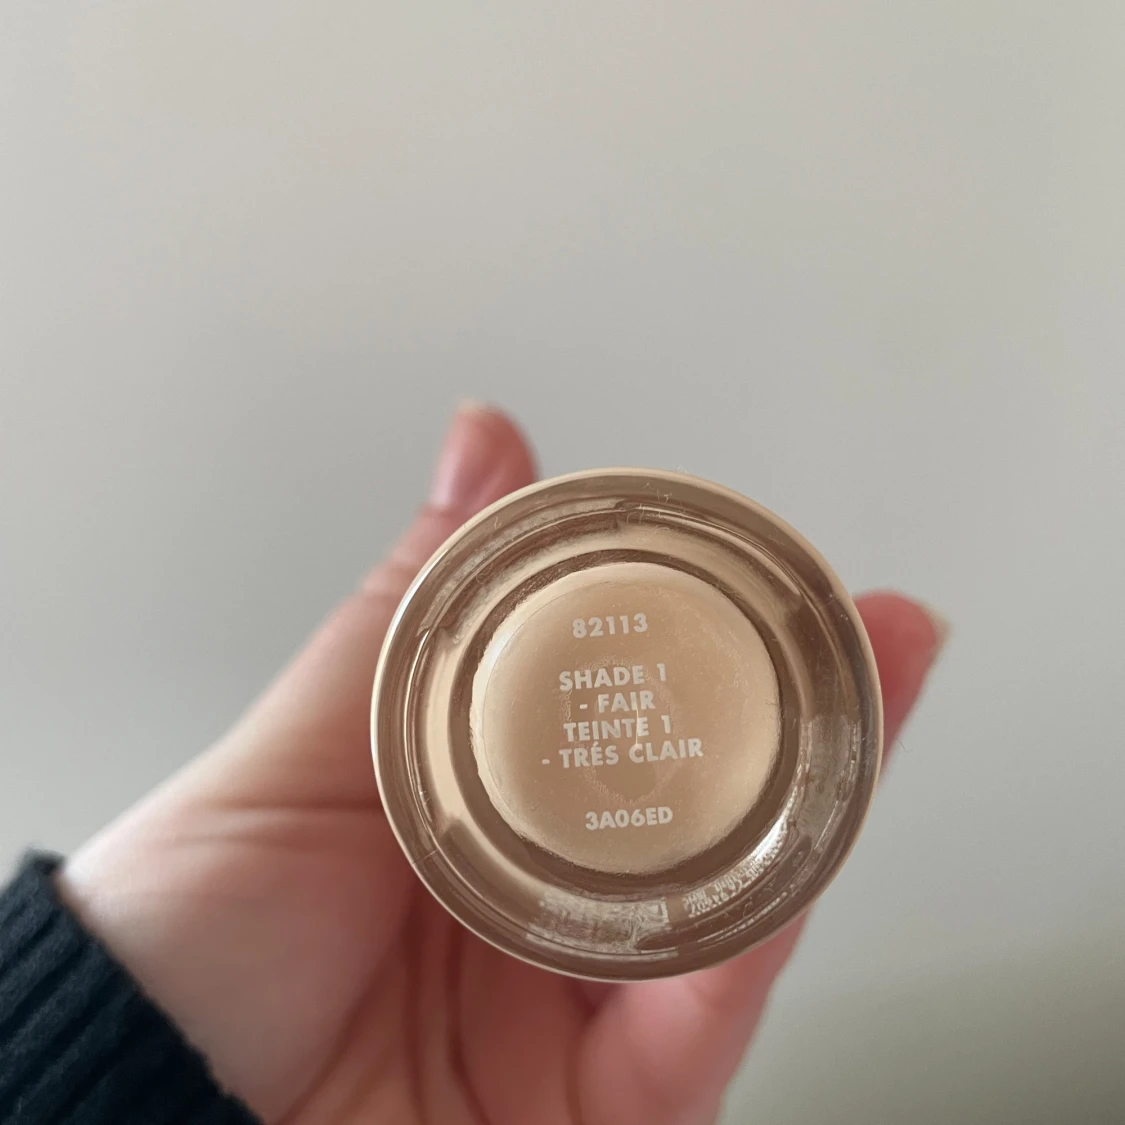 82113
SHADE 1
- FAIR
TEINTE 1
- TRÉS CLAIR
3A06ED